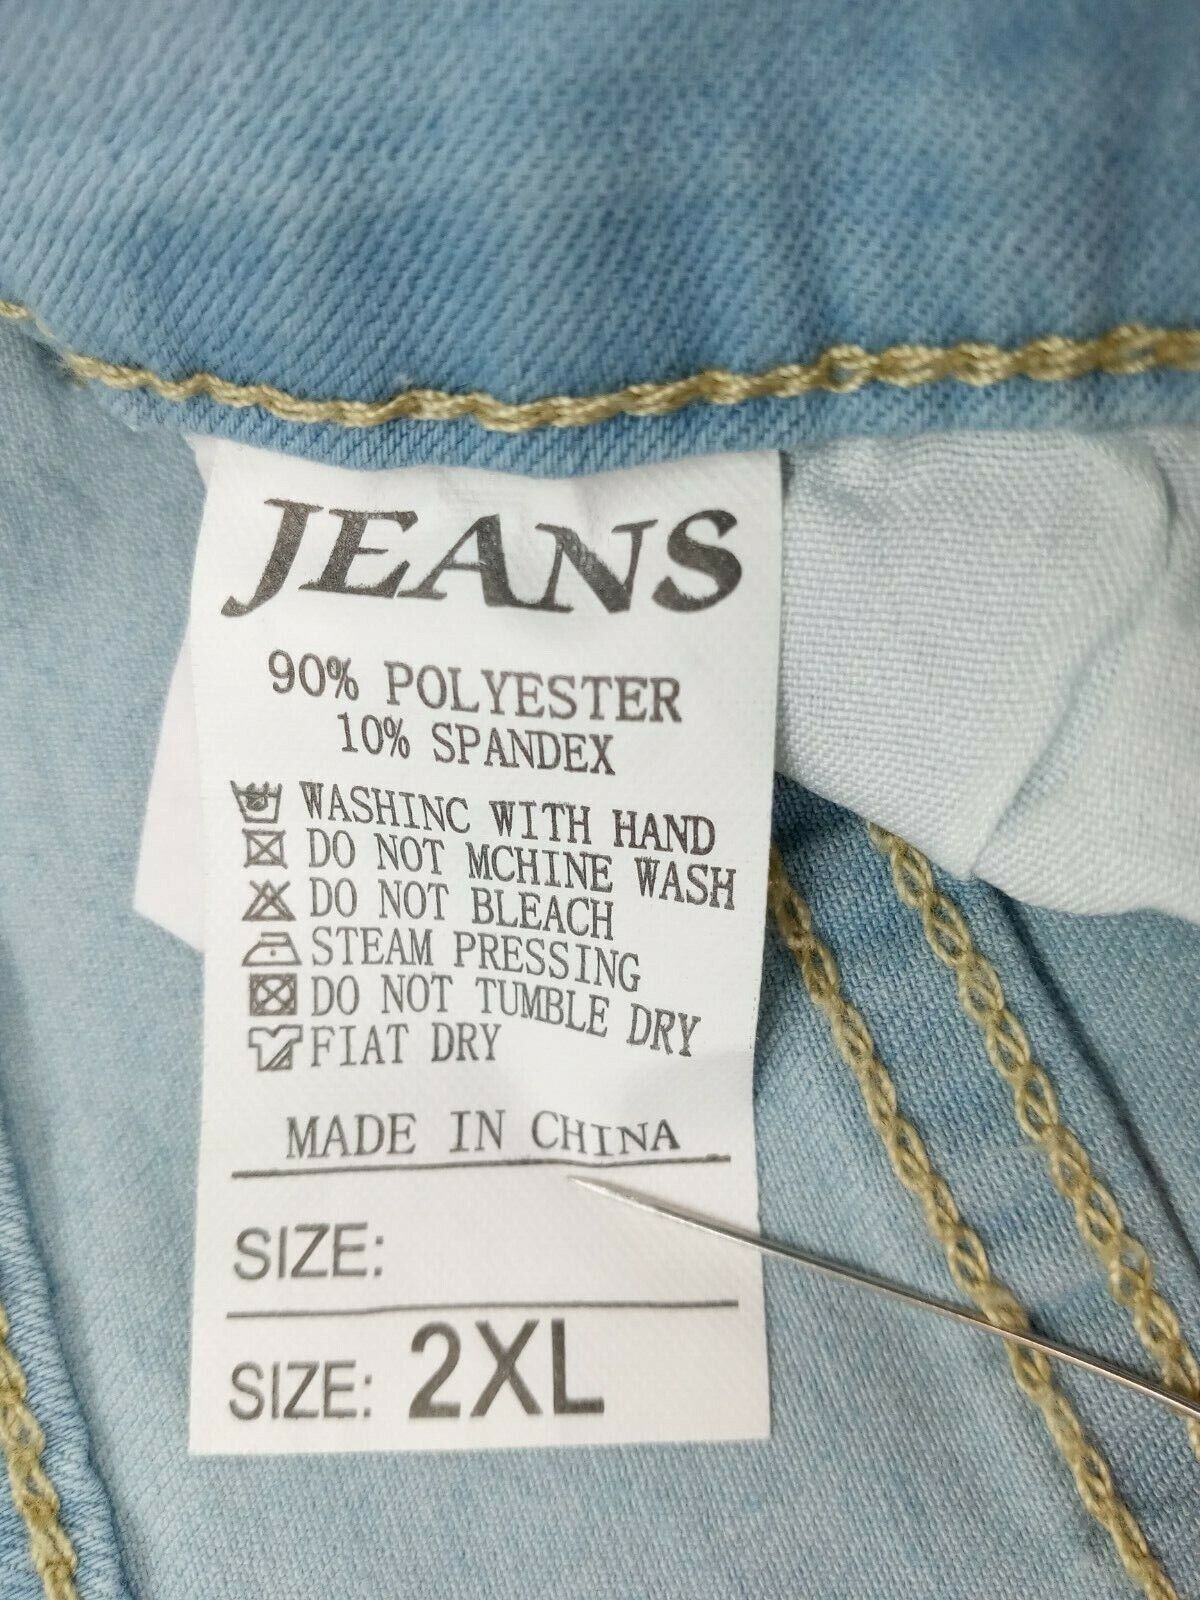 JEANS
90% POLYESTER
10% SPANDEX
WASHINC WITH HAND
DO NOT MCHINE WASH
DO NOT BLEACH
STEAM PRESSING
DO NOT TUMBLE DRY
FIAT DRY
MADE IN CHINA
SIZE:
SIZE: 2XL